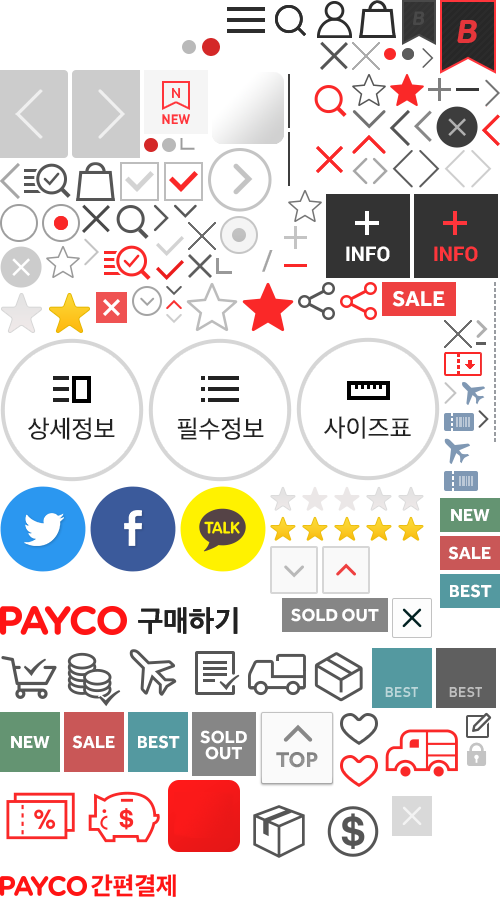 B
B
N
NEW
INFO
INFO
SALE
상세정보
필수정보
사이즈표
TALK
NEW
SALE
BEST
SOLD OUT
PAYCO 구매하기
BEST
BEST
NEW
SALE
BEST
SOLD
OUT
TOP
%
$
$
PAYCO 간편결제